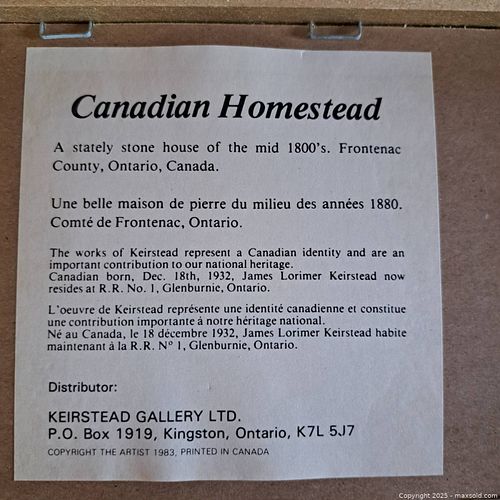 Canadian Homestead
A stately stone house of the mid 1800's. Frontenac
County, Ontario, Canada.
Une belle maison de pierre du milieu des années 1880.
Comté de Frontenac, Ontario.
The works of Keirstead represent a Canadian identity and are an
important contribution to our national heritage.
Canadian born, Dec. 18th, 1932, James Lorimer Keirstead now
resides at R.R. No. 1, Glenburnie, Ontario.
L'oeuvre de Keirstead représente une identité canadienne et constitue
une contribution importante à notre héritage national.
Né au Canada, le 18 décembre 1932, James Lorimer Keirstead habite
maintenant à la R.R. Nº 1, Glenburnie, Ontario.
Distributor:
KEIRSTEAD GALLERY LTD.
P.O. Box 1919, Kingston, Ontario, K7L 5J7
COPYRIGHT THE ARTIST 1983, PRINTED IN CANADA
Copyright 2025 - maxsold.com